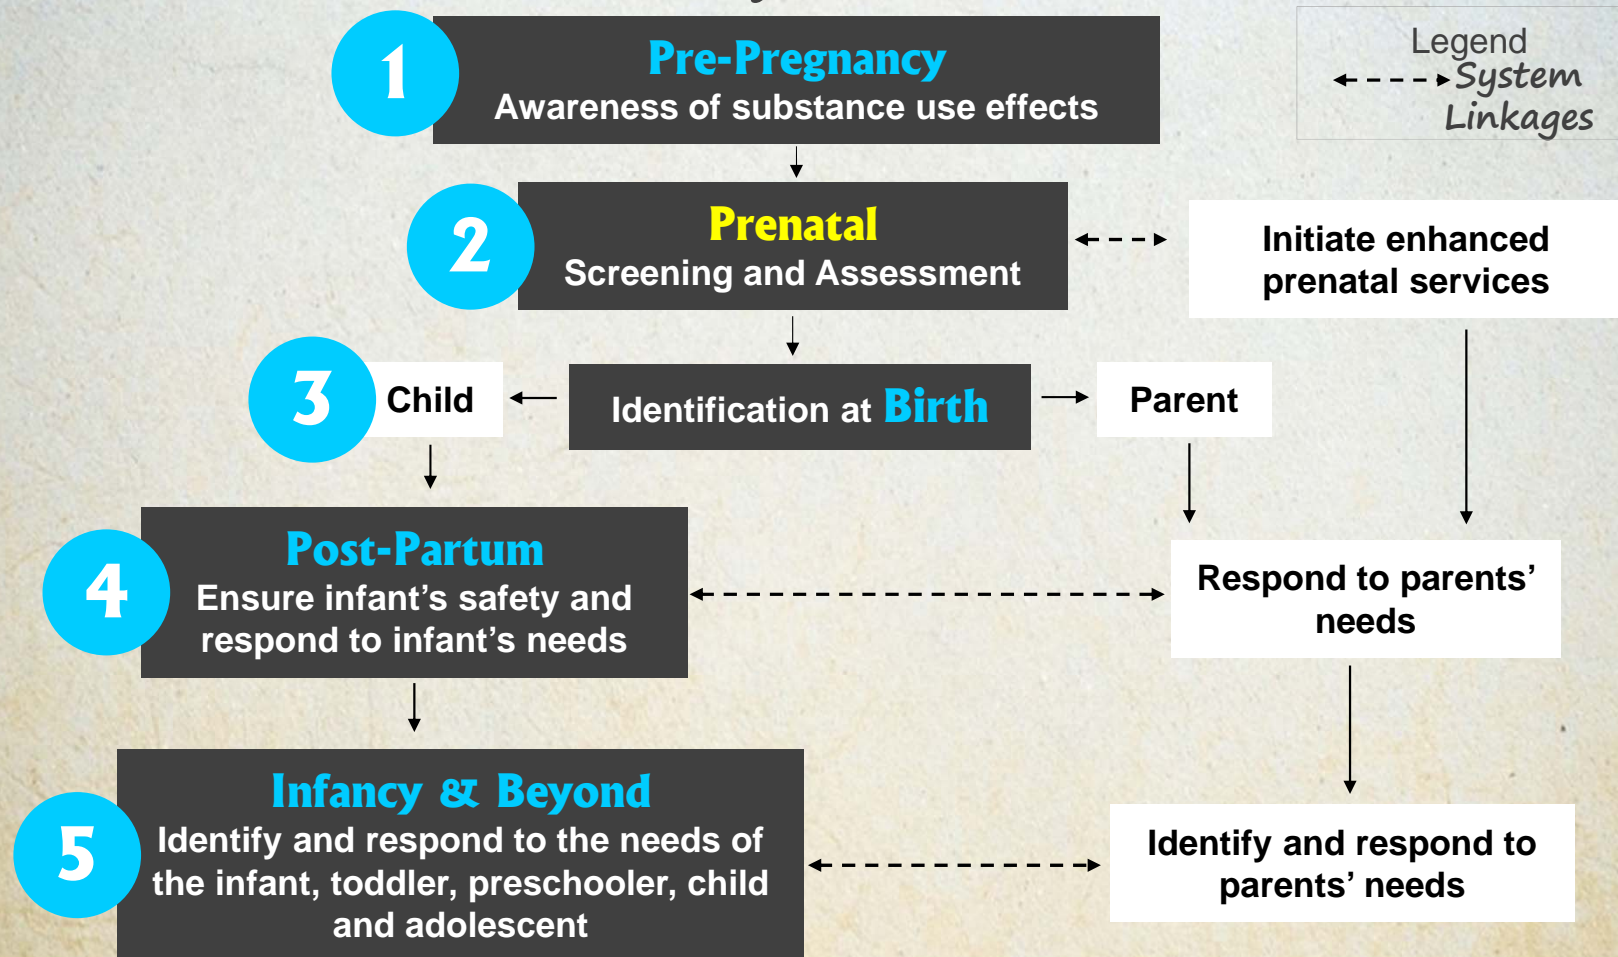 1
Pre-Pregnancy
Awareness of substance use effects
Legend
System
Linkages
2
Prenatal
Screening and Assessment
Initiate enhanced
prenatal services
3
Child
Identification at Birth
Parent
4
Post-Partum
Ensure infant’s safety and
respond to infant’s needs
Respond to parents’
needs
5
Infancy & Beyond
Identify and respond to the needs of
the infant, toddler, preschooler, child
and adolescent
Identify and respond to
parents’ needs